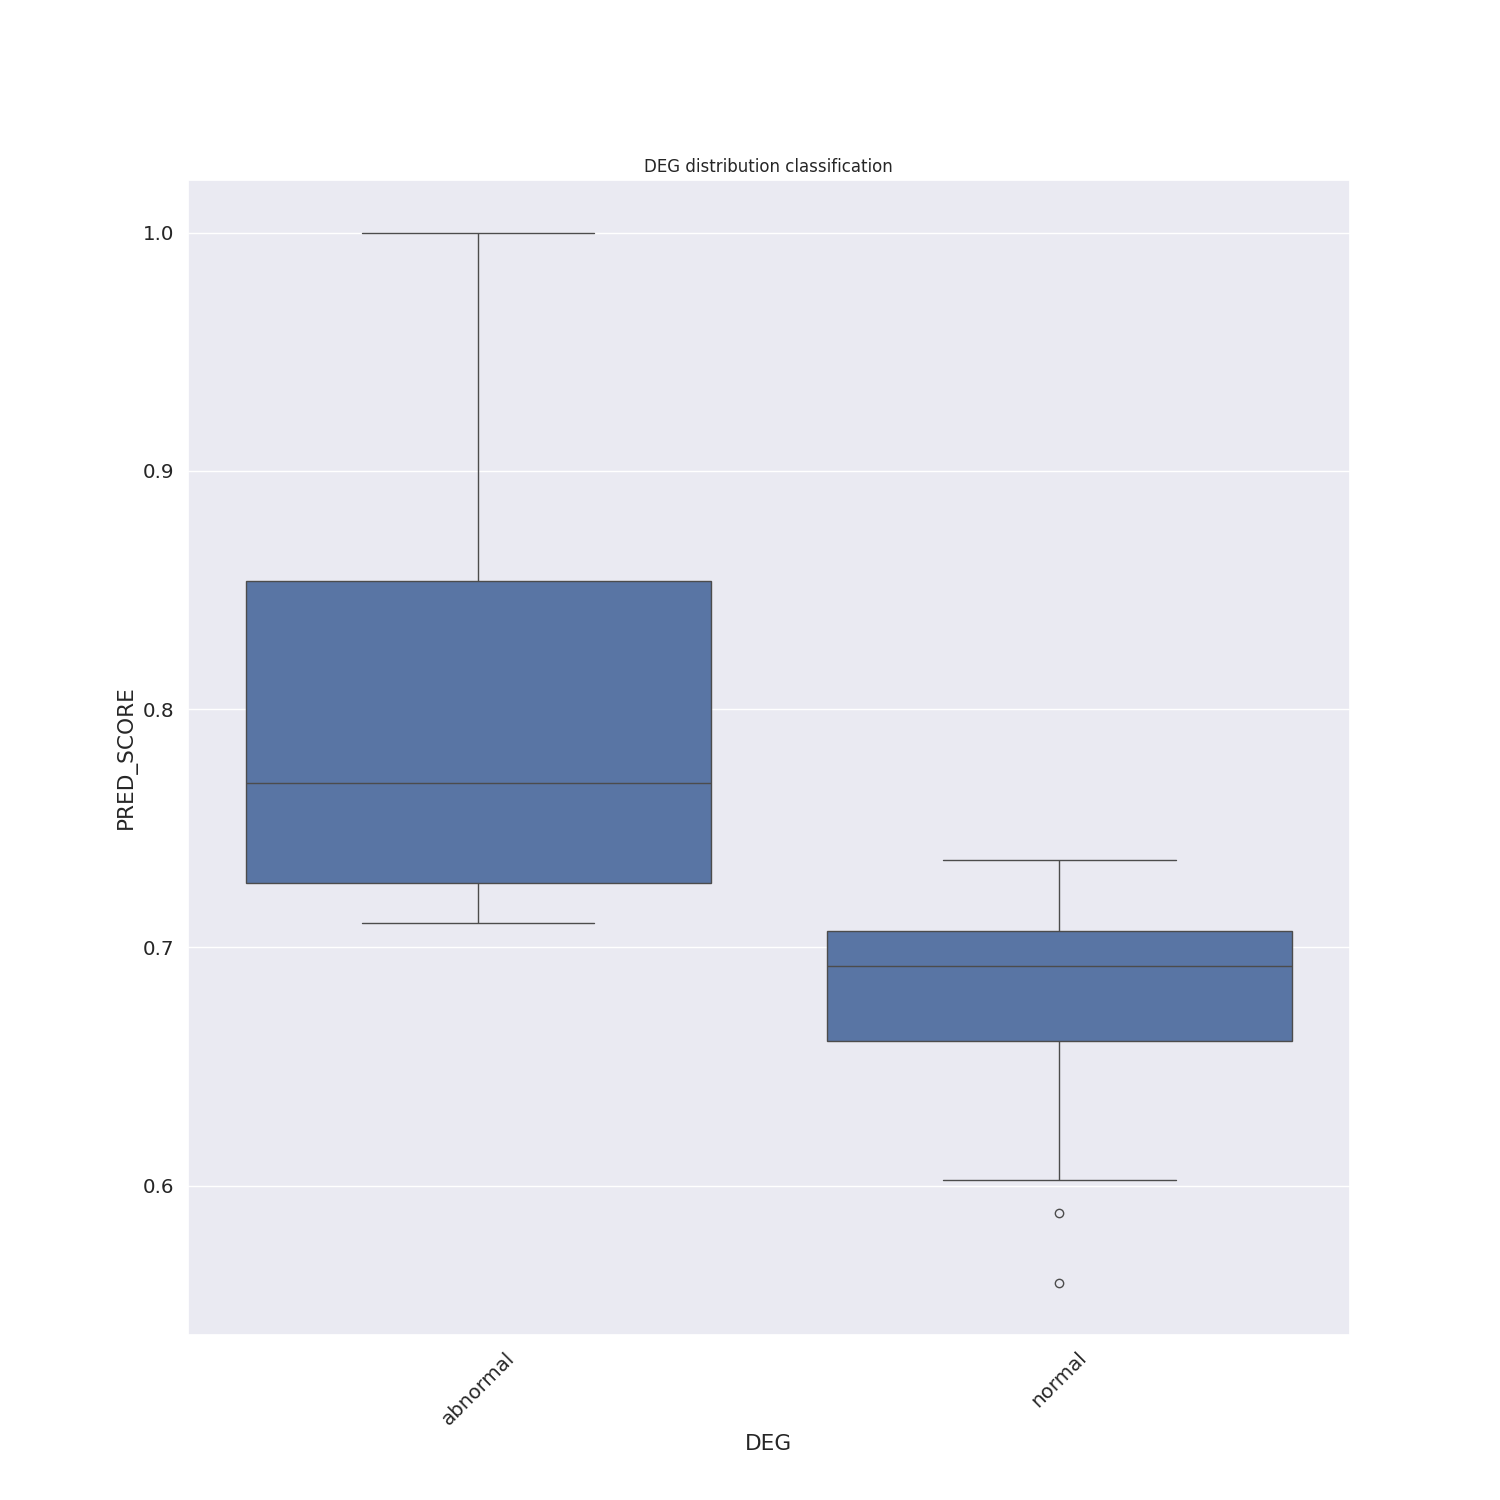 DEG distribution classification
1.0
0.9
0.8
0.7
0.6
PRED_SCORE
abnormal
normal
DEG